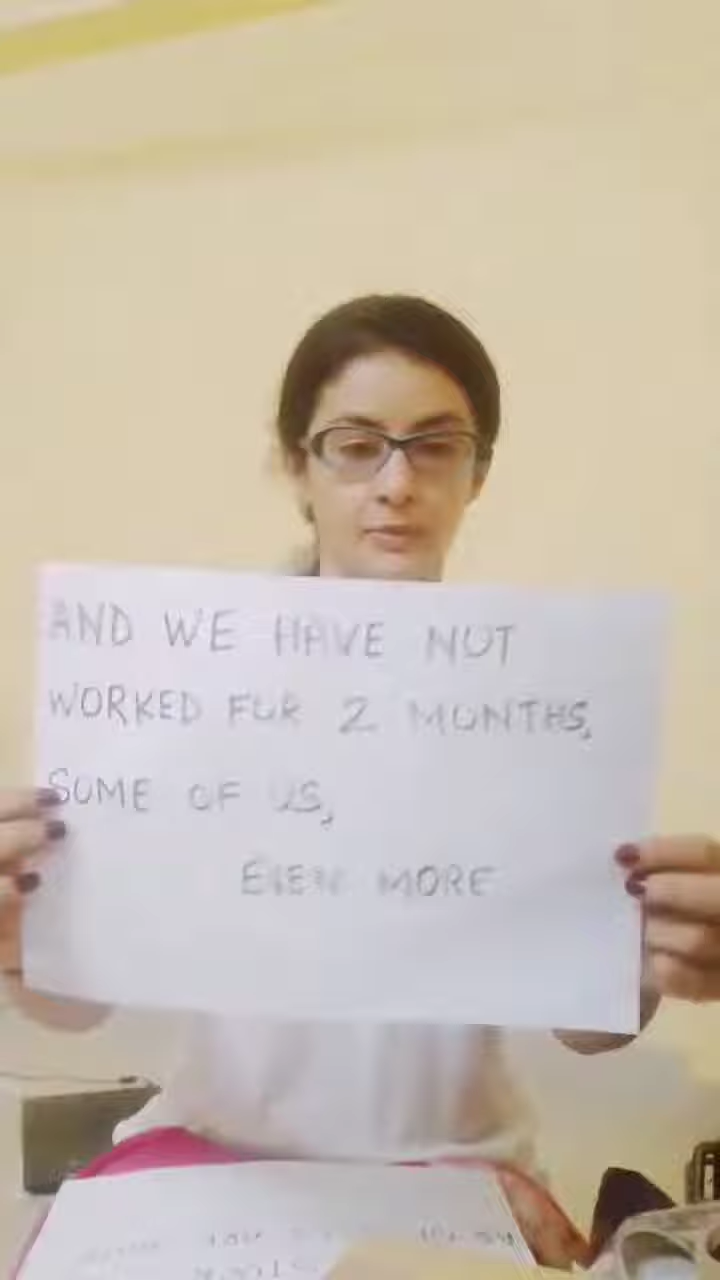 AND WE HAVE NOT
WORKED FOR 2 MONTHS,
SOME OF US,
EVEN MORE